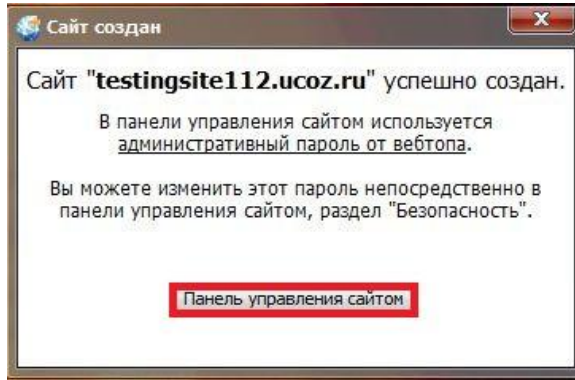 Сайт создан
Сайт "testingsite112.ucoz.ru" успешно создан.
В панели управления сайтом используется
административный пароль от вебтопа.
Вы можете изменить этот пароль непосредственно в
панели управления сайтом, раздел "Безопасность".
Панель управления сайтом